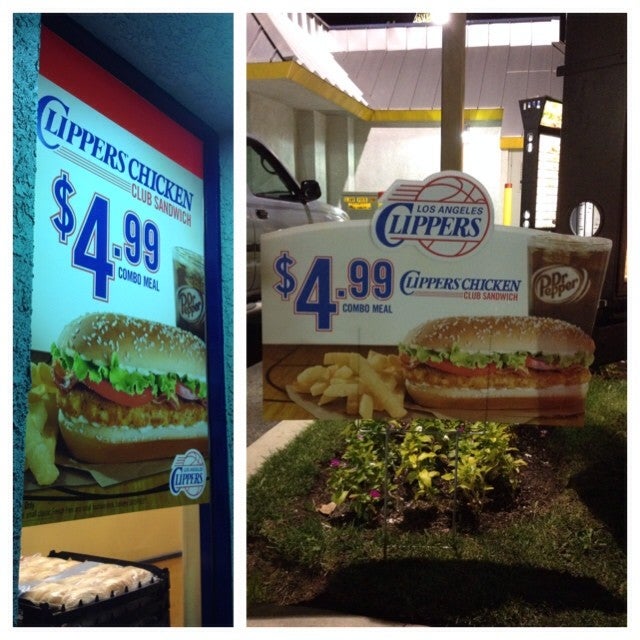 CLIPPERS CHICKEN
CLUB SANDWICH
$4.99
COMBO MEAL
Dr Pepper
LOS ANGELES
CLIPPERS
LOS ANGELES
CLIPPERS
$4.99
COMBO MEAL
CLIPPERS CHICKEN
CLUB SANDWICH
Dr Pepper